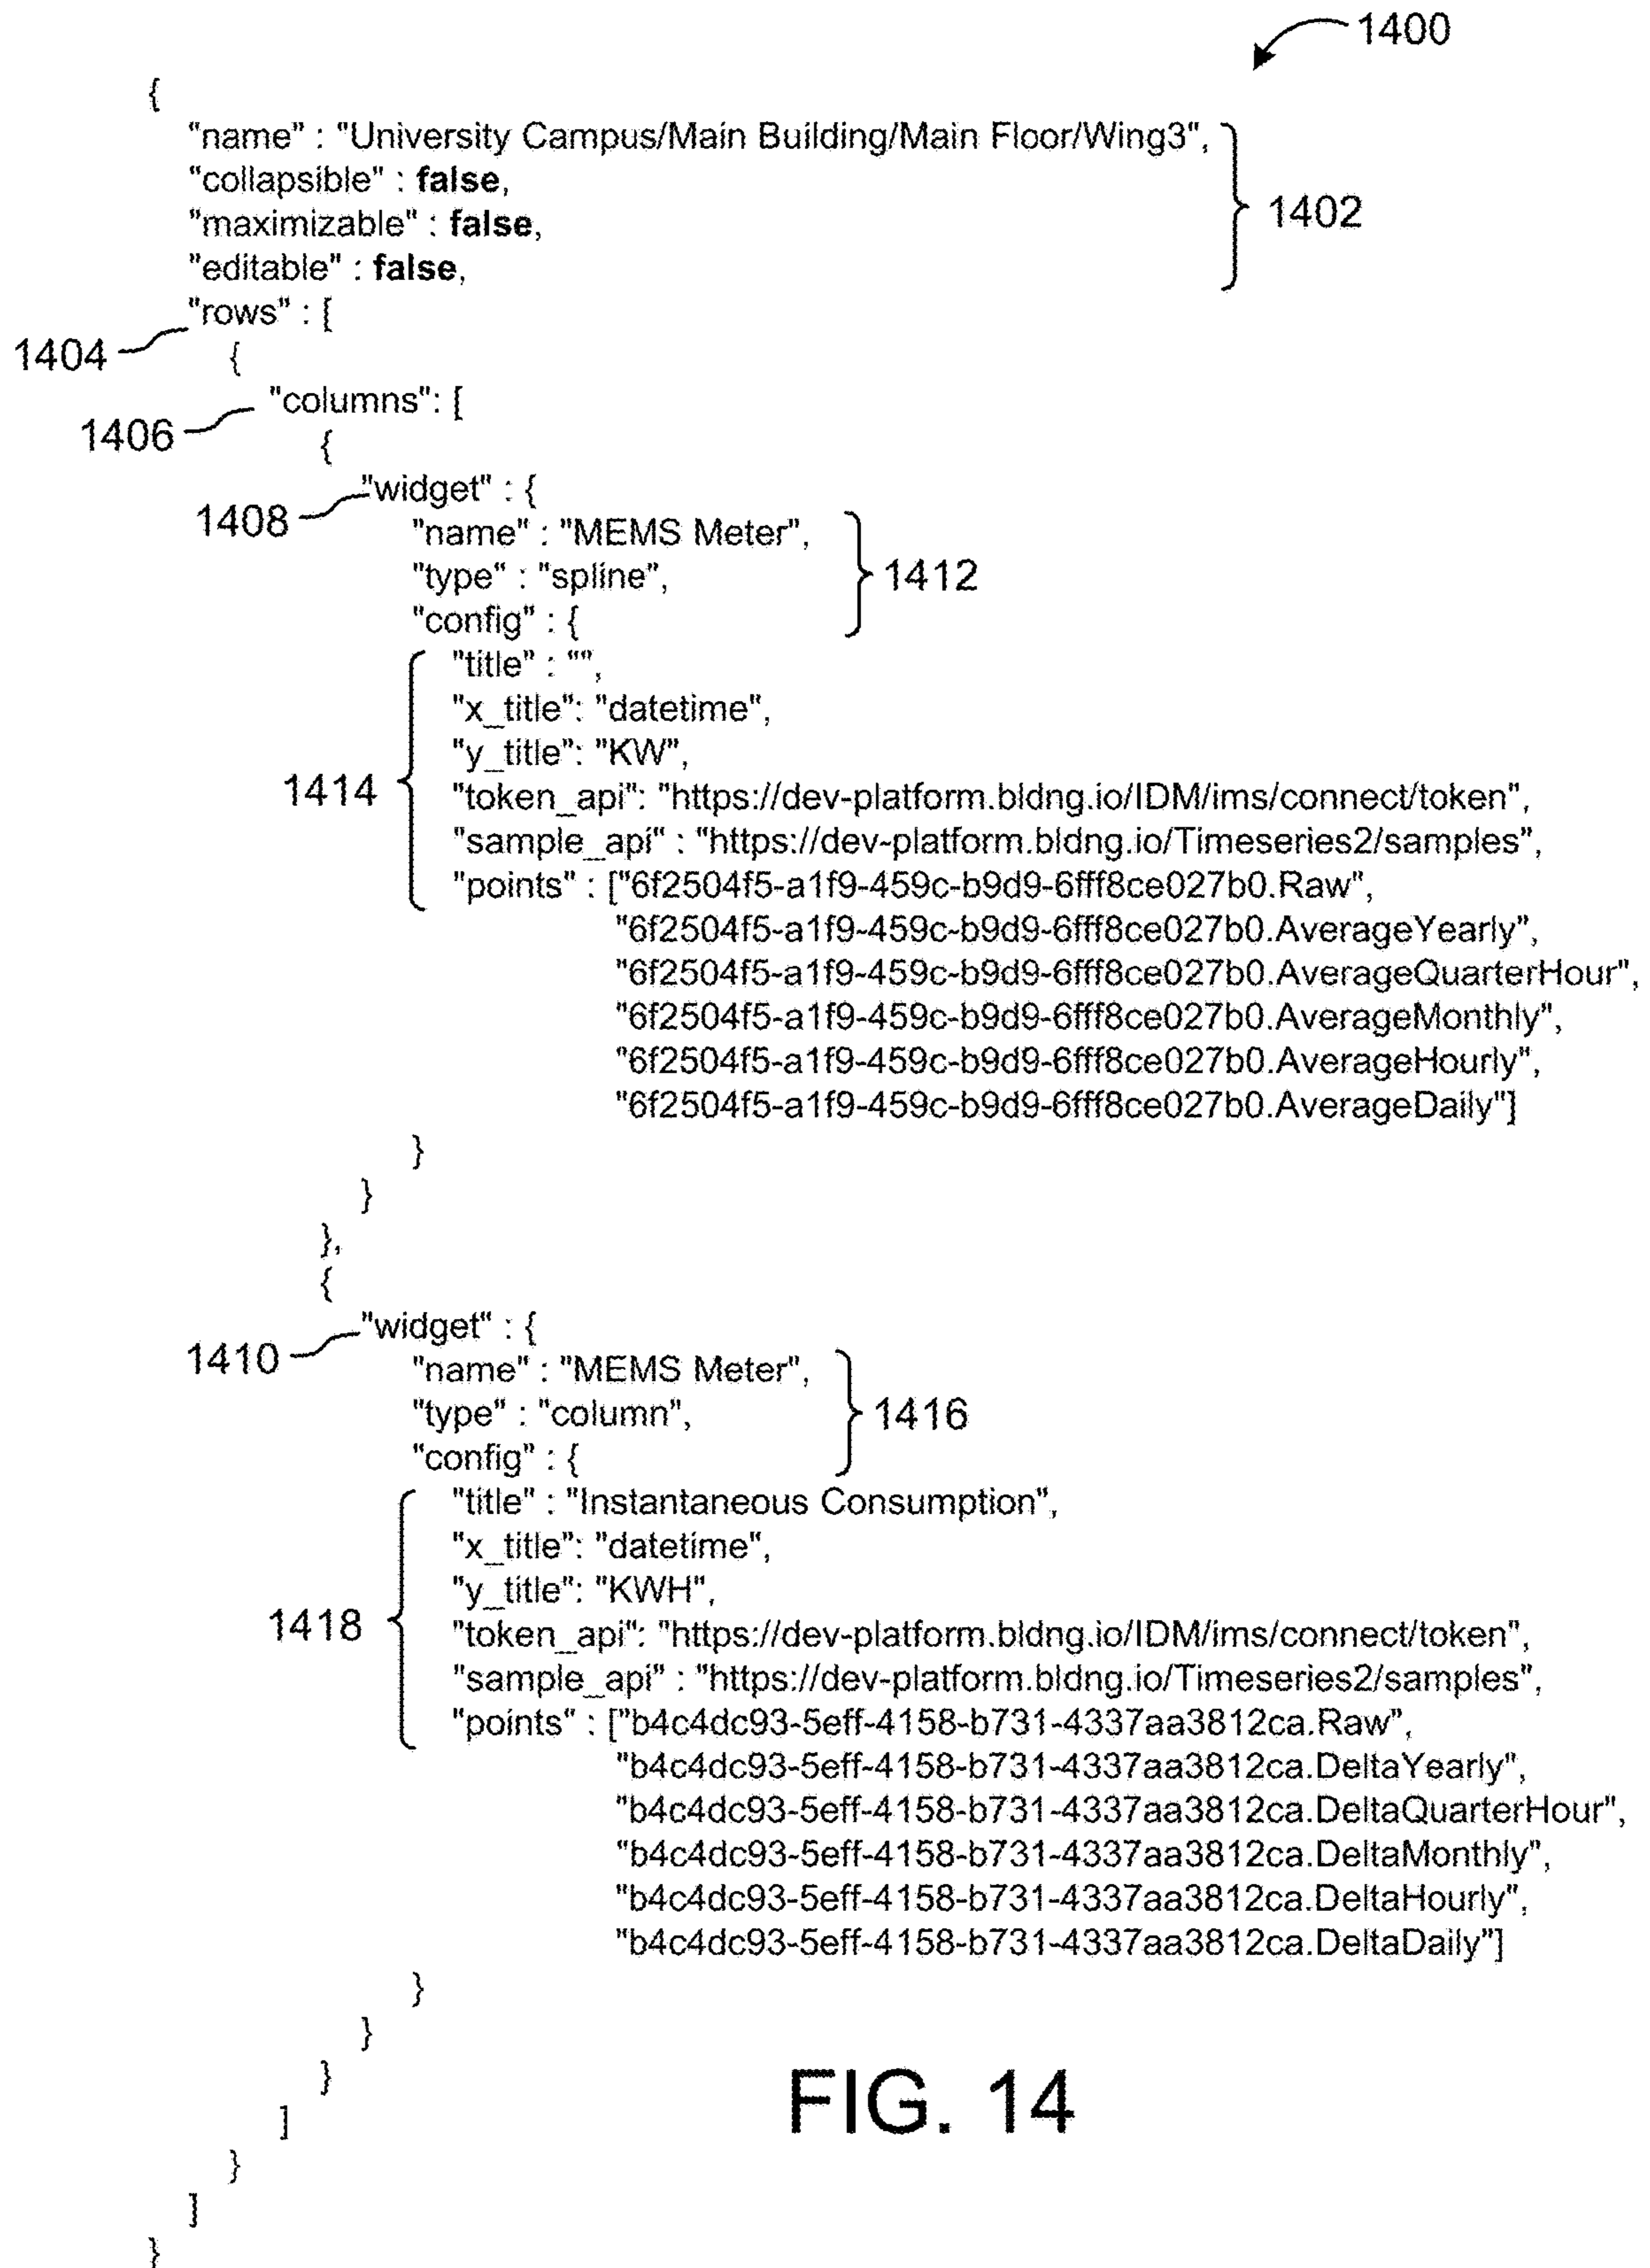 1400
{
"name" : "University Campus/Main Building/Main Floor/Wing3",
"collapsible" : false,
"maximizable" : false,
1402
"editable" : false,
"rows" : [
1404
{
"columns": [
1406
{
"widget" : {
1408
"name" : "MEMS Meter",
"type" : "spline",
1412
"config" : {
"title" : "",
"x_title": "datetime",
"y_title": "KW",
1414
"token_api": "https://dev-platform.bldng.io/IDM/ims/connect/token",
"sample_api" : "https://dev-platform.bldng.io/Timeseries2/samples",
"points" : ["6f2504f5-a1f9-459c-b9d9-6fff8ce027b0.Raw",
"6f2504f5-a1f9-459c-b9d9-6fff8ce027b0.AverageYearly",
"6f2504f5-a1f9-459c-b9d9-6fff8ce027b0.AverageQuarterHour",
"6f2504f5-a1f9-459c-b9d9-6fff8ce027b0.AverageMonthly",
"6f2504f5-a1f9-459c-b9d9-6fff8ce027b0.AverageHourly",
"6f2504f5-a1f9-459c-b9d9-6fff8ce027b0.AverageDaily"]
}
}
},
{
"widget" : {
1410
"name" : "MEMS Meter",
"type" : "column",
1416
"config" : {
"title" : "Instantaneous Consumption",
"x_title": "datetime",
"y_title": "KWH",
1418
"token_api": "https://dev-platform.bldng.io/IDM/ims/connect/token",
"sample_api" : "https://dev-platform.bldng.io/Timeseries2/samples",
"points" : ["b4c4dc93-5eff-4158-b731-4337aa3812ca.Raw",
"b4c4dc93-5eff-4158-b731-4337aa3812ca.DeltaYearly",
"b4c4dc93-5eff-4158-b731-4337aa3812ca.DeltaQuarterHour",
"b4c4dc93-5eff-4158-b731-4337aa3812ca.DeltaMonthly",
"b4c4dc93-5eff-4158-b731-4337aa3812ca.DeltaHourly",
"b4c4dc93-5eff-4158-b731-4337aa3812ca.DeltaDaily"]
}
}
}
]
}
]
}
FIG. 14